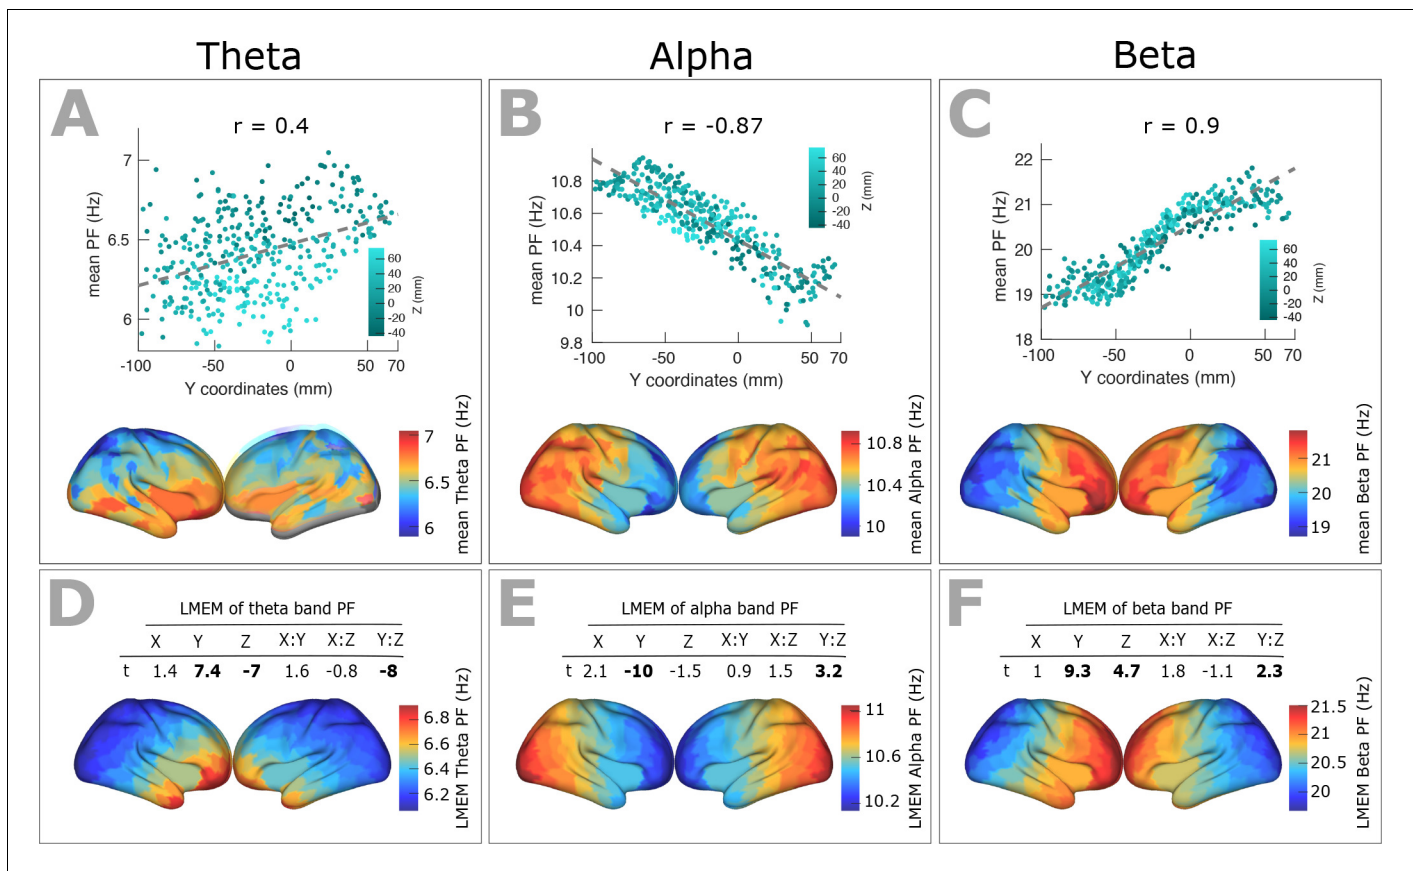 Theta
Alpha
Beta
A
r = 0.4
mean PF (Hz)
7
6.5
6
-100
-50
0
50
70
Y coordinates (mm)
60
40
20
0
-20
-40
Z (mm)
7
6.5
6
mean Theta PF (Hz)
B
r = -0.87
mean PF (Hz)
10.8
10.6
10.4
10.2
10
9.8
-100
-50
0
50
70
Y coordinates (mm)
60
40
20
0
-20
-40
Z (mm)
10.8
10.4
10
mean Alpha PF (Hz)
C
r = 0.9
mean PF (Hz)
22
21
20
19
18
-100
-50
0
50
70
Y coordinates (mm)
60
40
20
0
-20
-40
Z (mm)
21
20
19
mean Beta PF (Hz)
D
LMEM of theta band PF
X Y Z X:Y X:Z Y:Z
t 1.4 7.4 -7 1.6 -0.8 -8
6.8
6.6
6.4
6.2
LMEM Theta PF (Hz)
E
LMEM of alpha band PF
X Y Z X:Y X:Z Y:Z
t 2.1 -10 -1.5 0.9 1.5 3.2
11
10.6
10.2
LMEM Alpha PF (Hz)
F
LMEM of beta band PF
X Y Z X:Y X:Z Y:Z
t 1 9.3 4.7 1.8 -1.1 2.3
21.5
21
20.5
20
LMEM Beta PF (Hz)